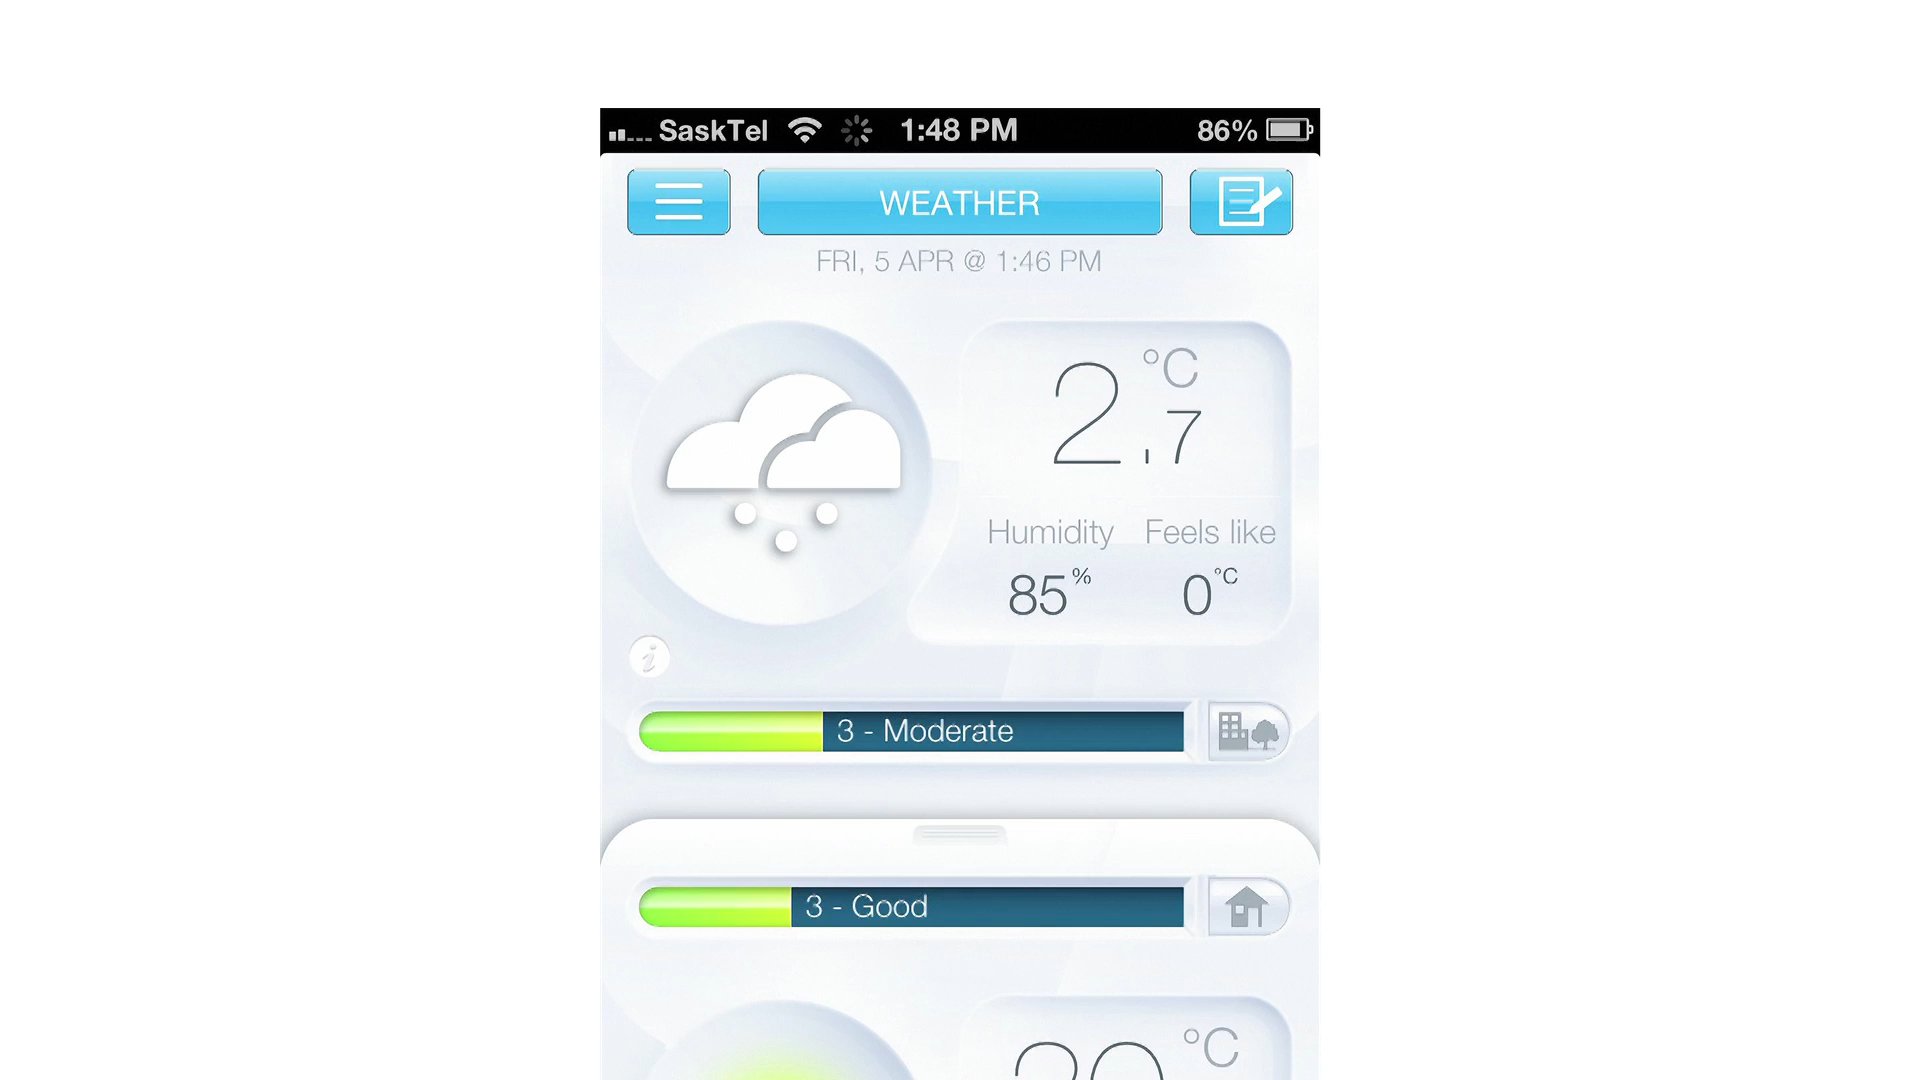 SaskTel 1:48 PM 86%
WEATHER
FRI, 5 APR @ 1:46 PM
2.7 °C
Humidity Feels like
85% 0°C
i
3 - Moderate
3 - Good
°C